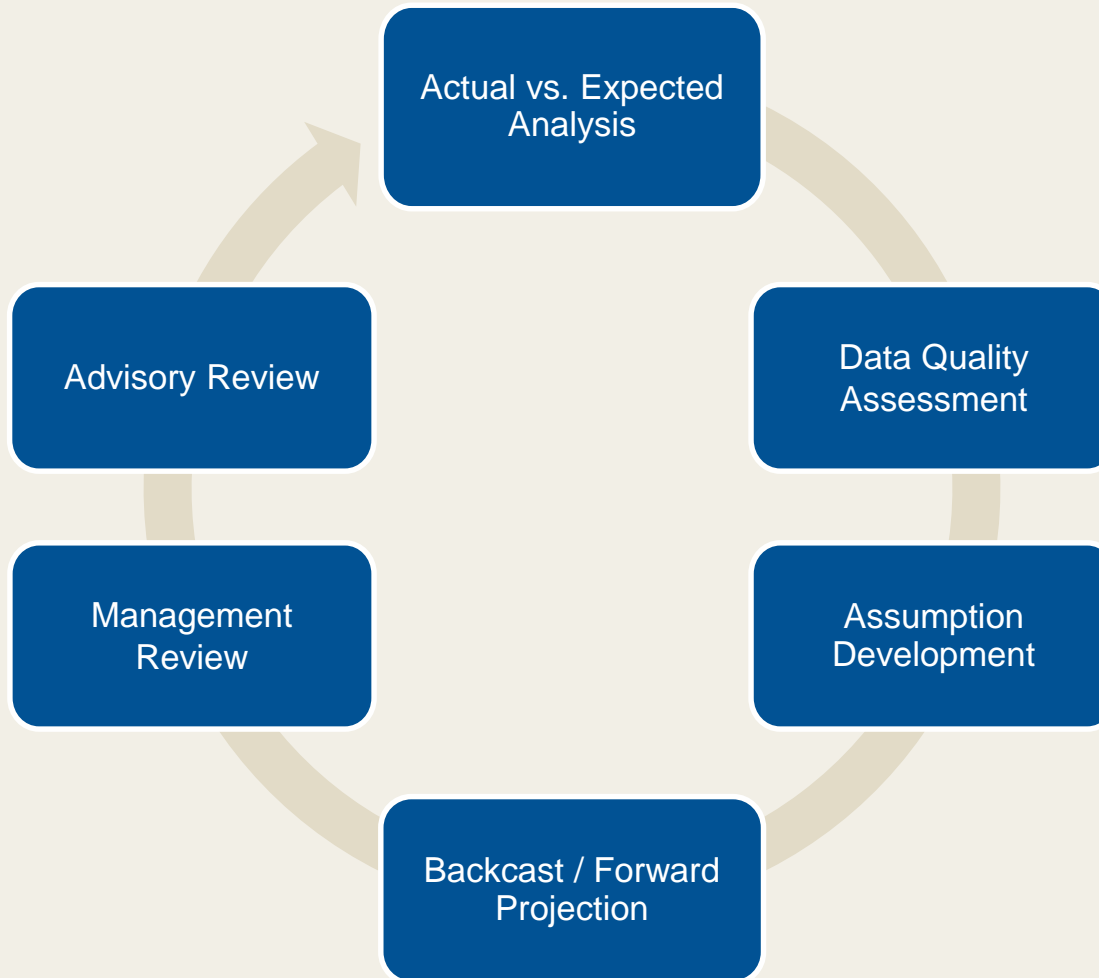 Actual vs. Expected
Analysis
Data Quality
Assessment
Assumption
Development
Backcast / Forward
Projection
Management
Review
Advisory Review